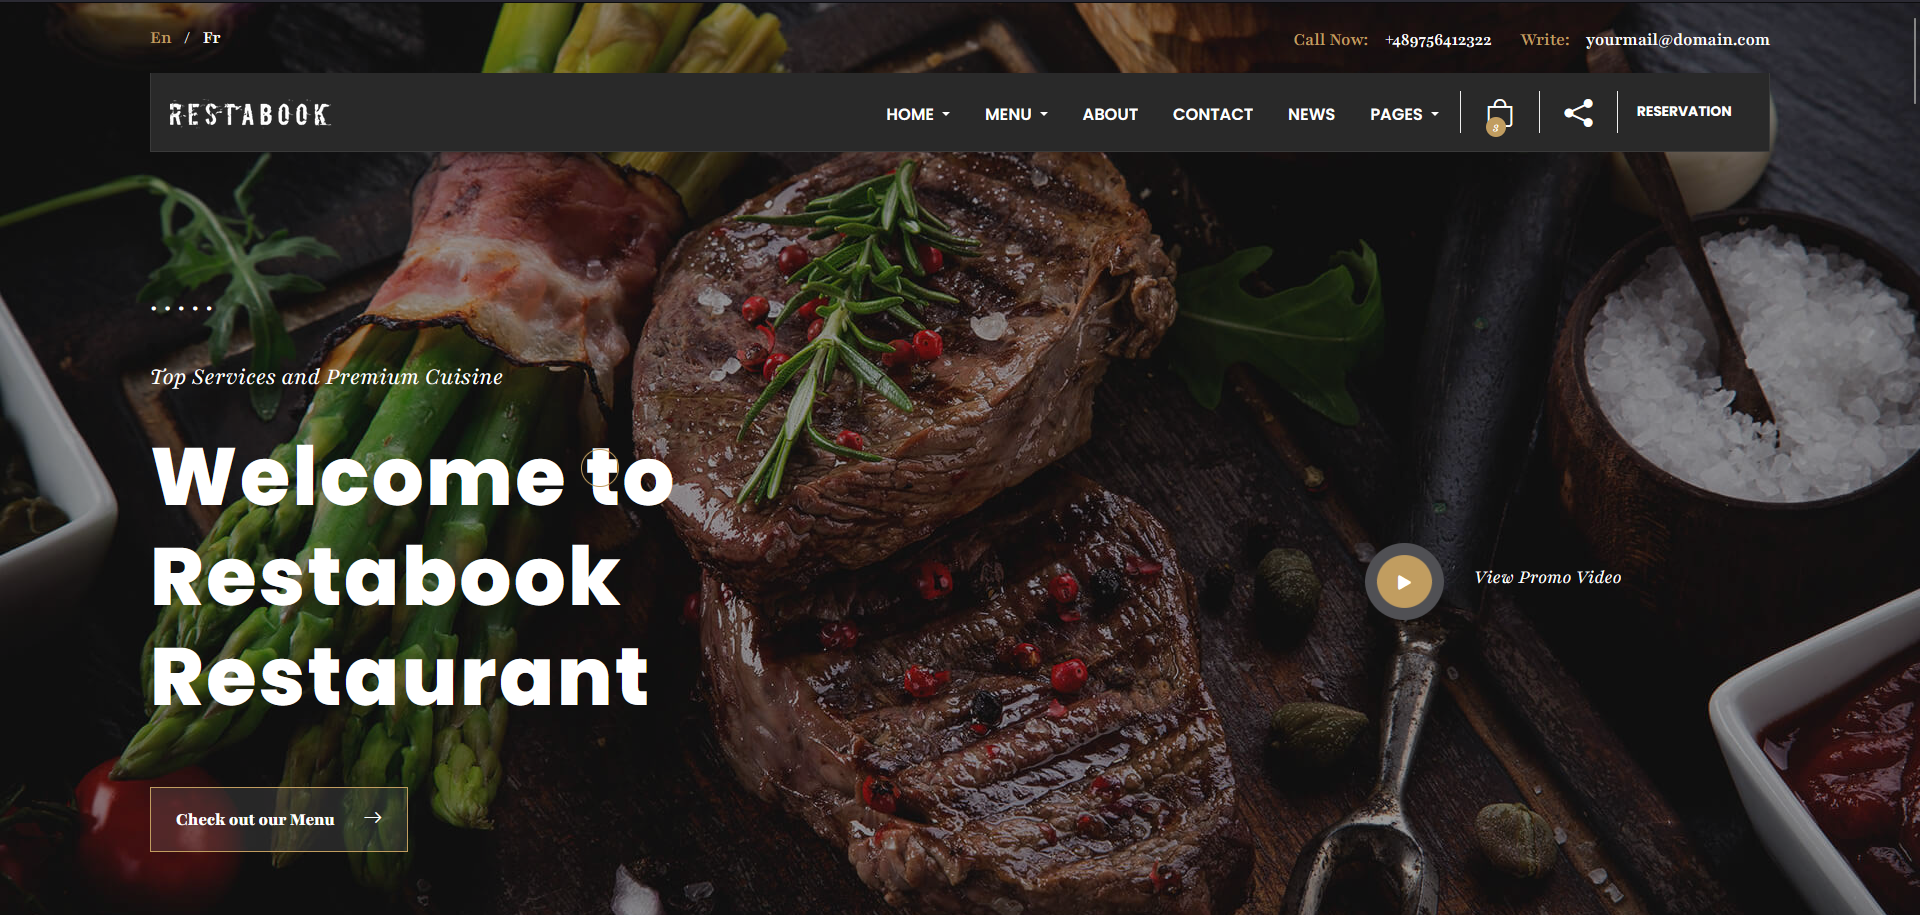 En / Fr
Call Now: +489756412322 Write: yourmail@domain.com
RESTABOOK
HOME MENU ABOUT CONTACT NEWS PAGES 3 RESERVATION
Top Services and Premium Cuisine
Welcome to
Restabook
Restaurant
View Promo Video
Check out our Menu